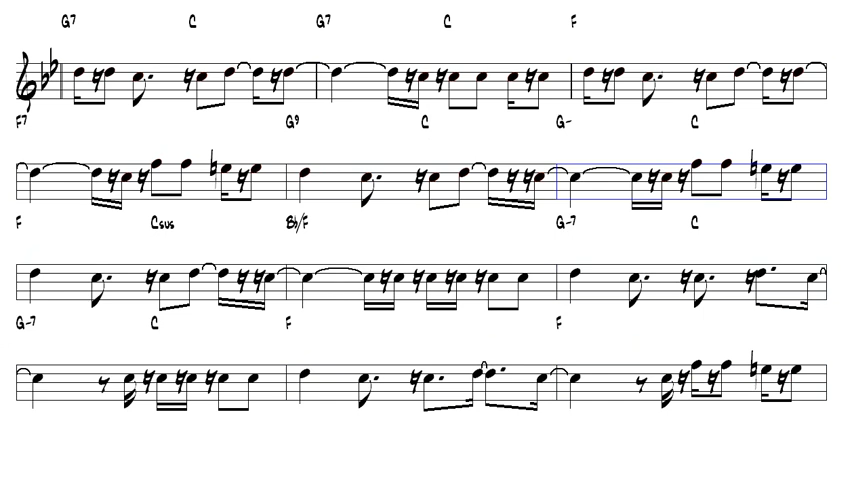 G7 C G7 C F
F7 G9 C G- C
F Csus B♭/F G-7 C
G-7 C F F